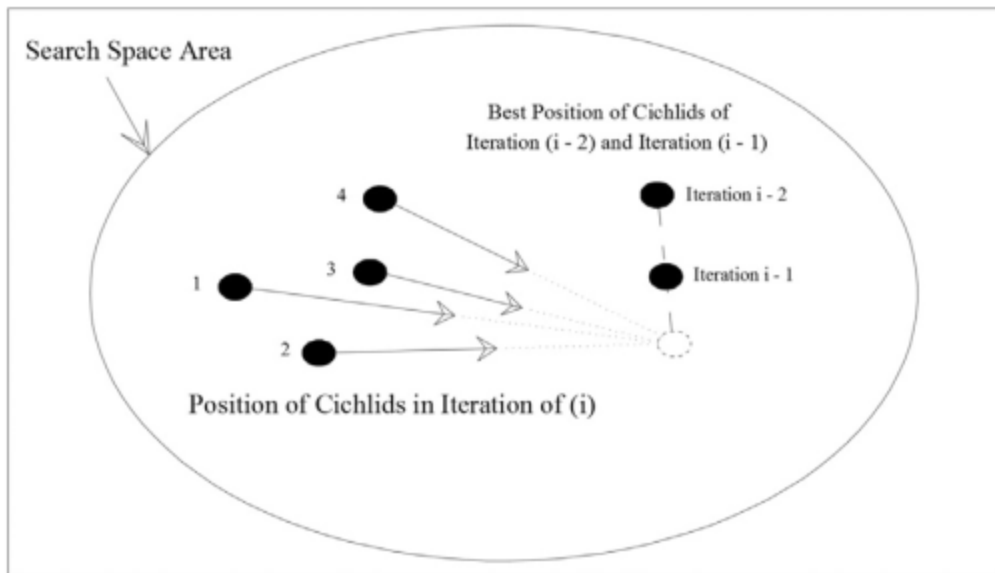 Search Space Area
Best Position of Cichlids of
Iteration (i - 2) and Iteration (i - 1)
4
Iteration i - 2
3
Iteration i - 1
1
2
Position of Cichlids in Iteration of (i)